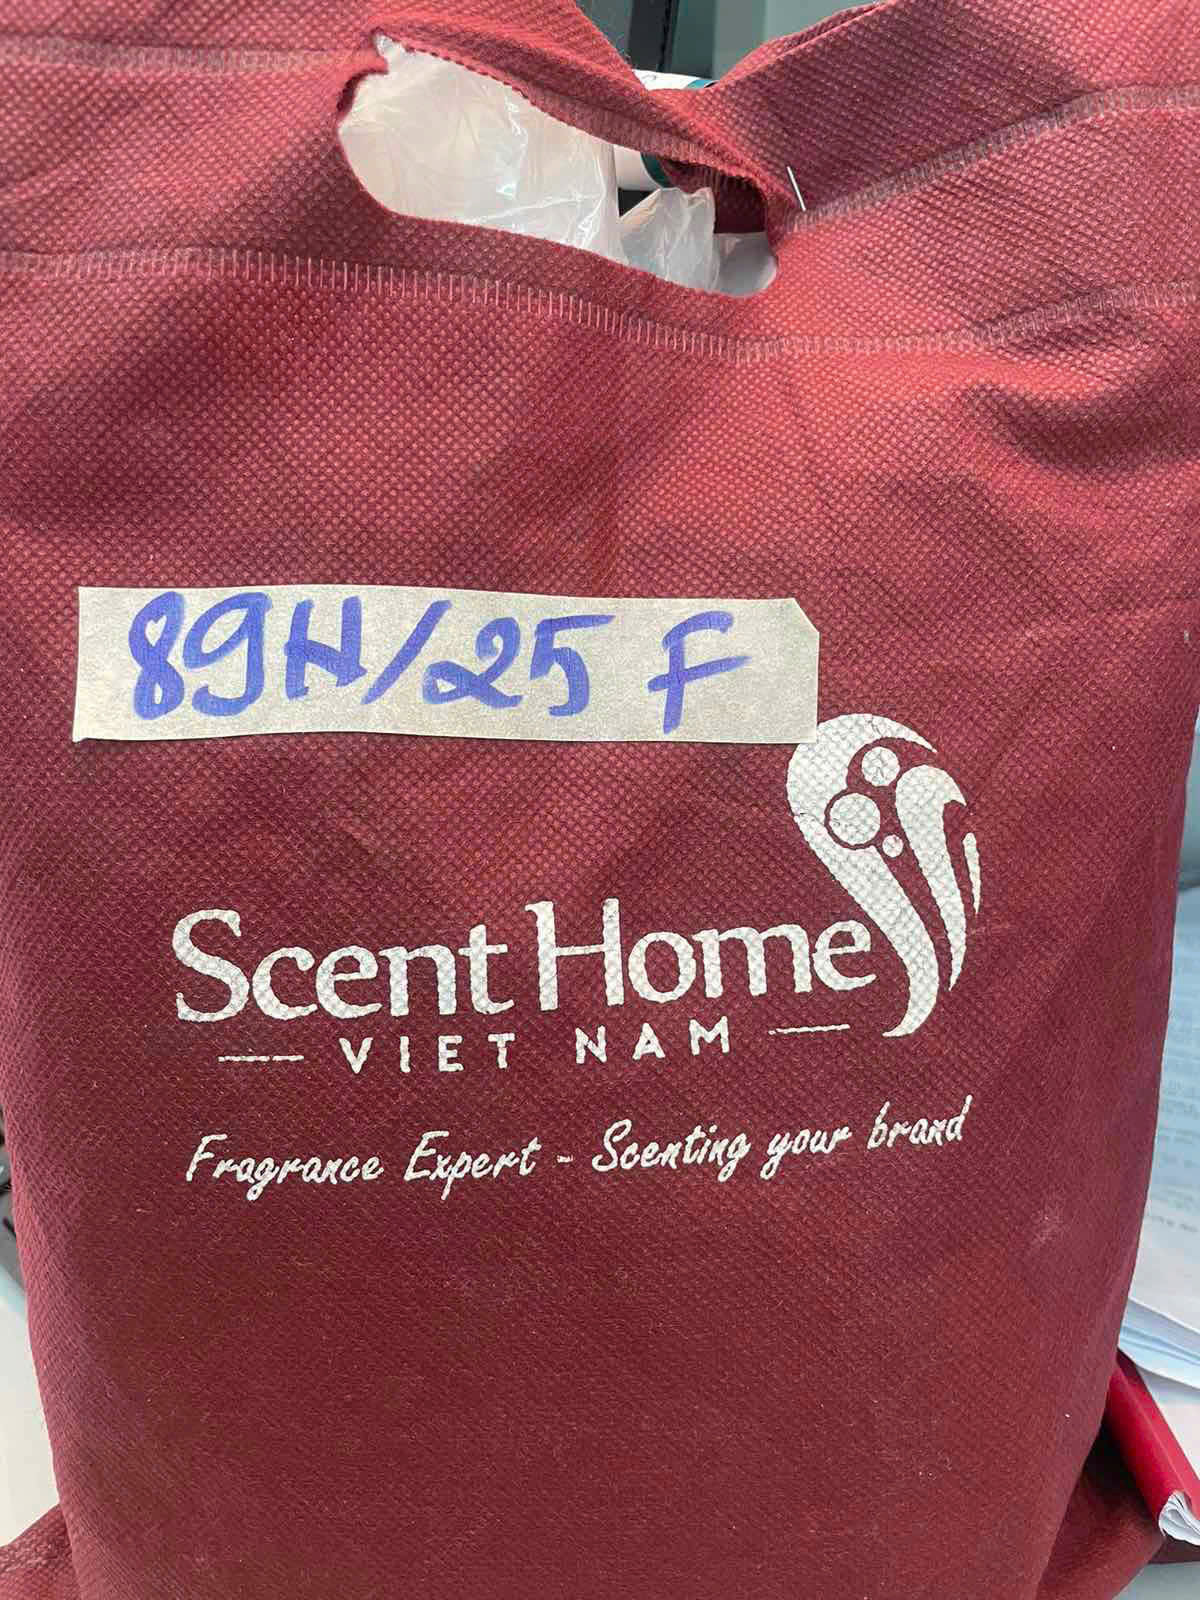 89H/25 F
Scent Home
VIET NAM
Fragrance Expert - Scenting your brand